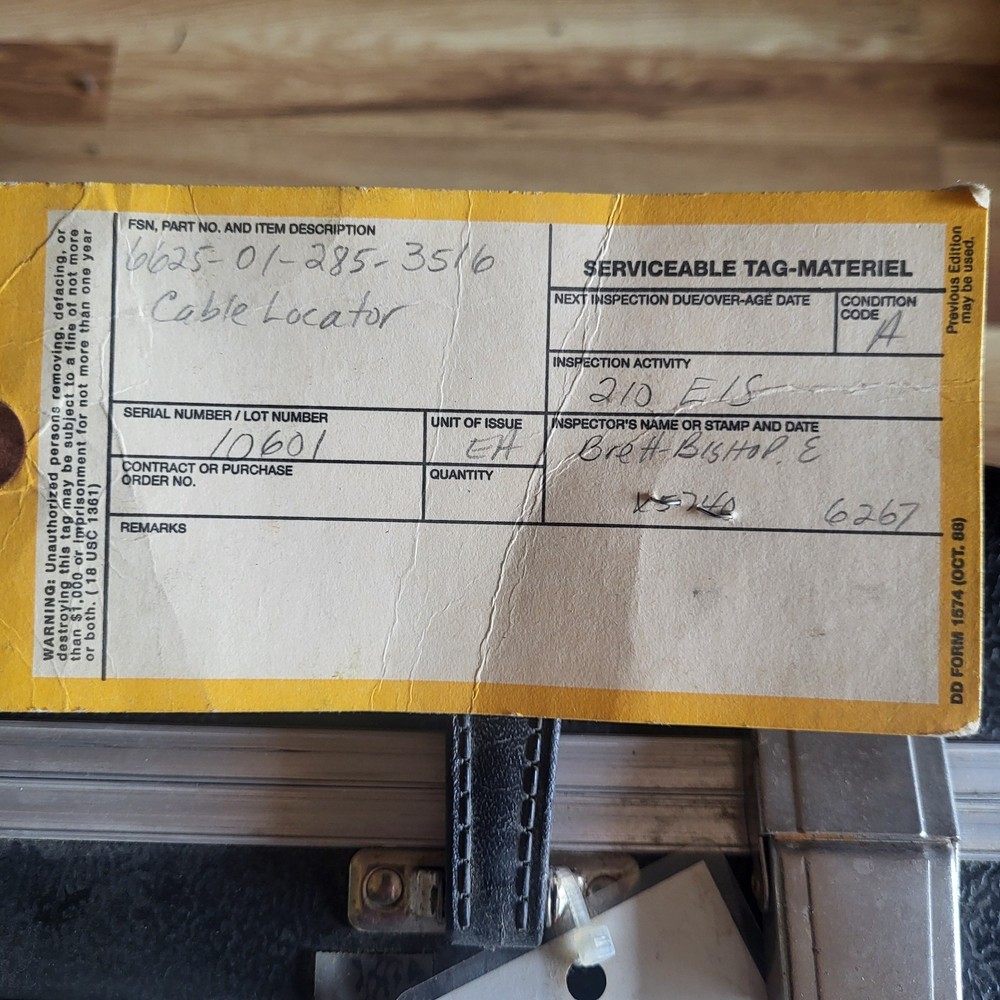 WARNING: Unauthorized persons removing, defacing, or
destroying this tag may be subject to a fine of not more
than $1,000 or imprisonment for not more than one year
or both. ( 18 USC 1361)
FSN, PART NO. AND ITEM DESCRIPTION
6625-01-285-3516
Cable Locator
SERVICEABLE TAG-MATERIEL
NEXT INSPECTION DUE/OVER-AGE DATE
CONDITION
CODE
A
INSPECTION ACTIVITY
210 EIS
SERIAL NUMBER / LOT NUMBER
10601
UNIT OF ISSUE
EA
INSPECTOR'S NAME OR STAMP AND DATE
Brett Bishop. E
6267
CONTRACT OR PURCHASE
ORDER NO.
QUANTITY
REMARKS
Previous Edition
may be used.
DD FORM 1574 (OCT. 88)